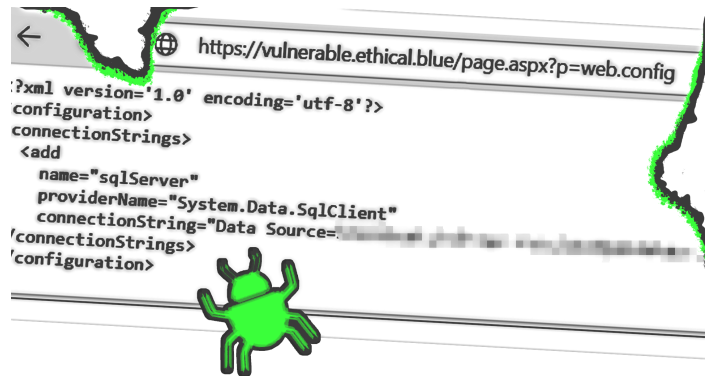 https://vulnerable.ethical.blue/page.aspx?p=web.config
?xml version='1.0' encoding='utf-8'?>
configuration>
connectionStrings>
<add
name="sqlServer"
providerName="System.Data.SqlClient"
connectionString="Data Source=
/connectionStrings>
/configuration>